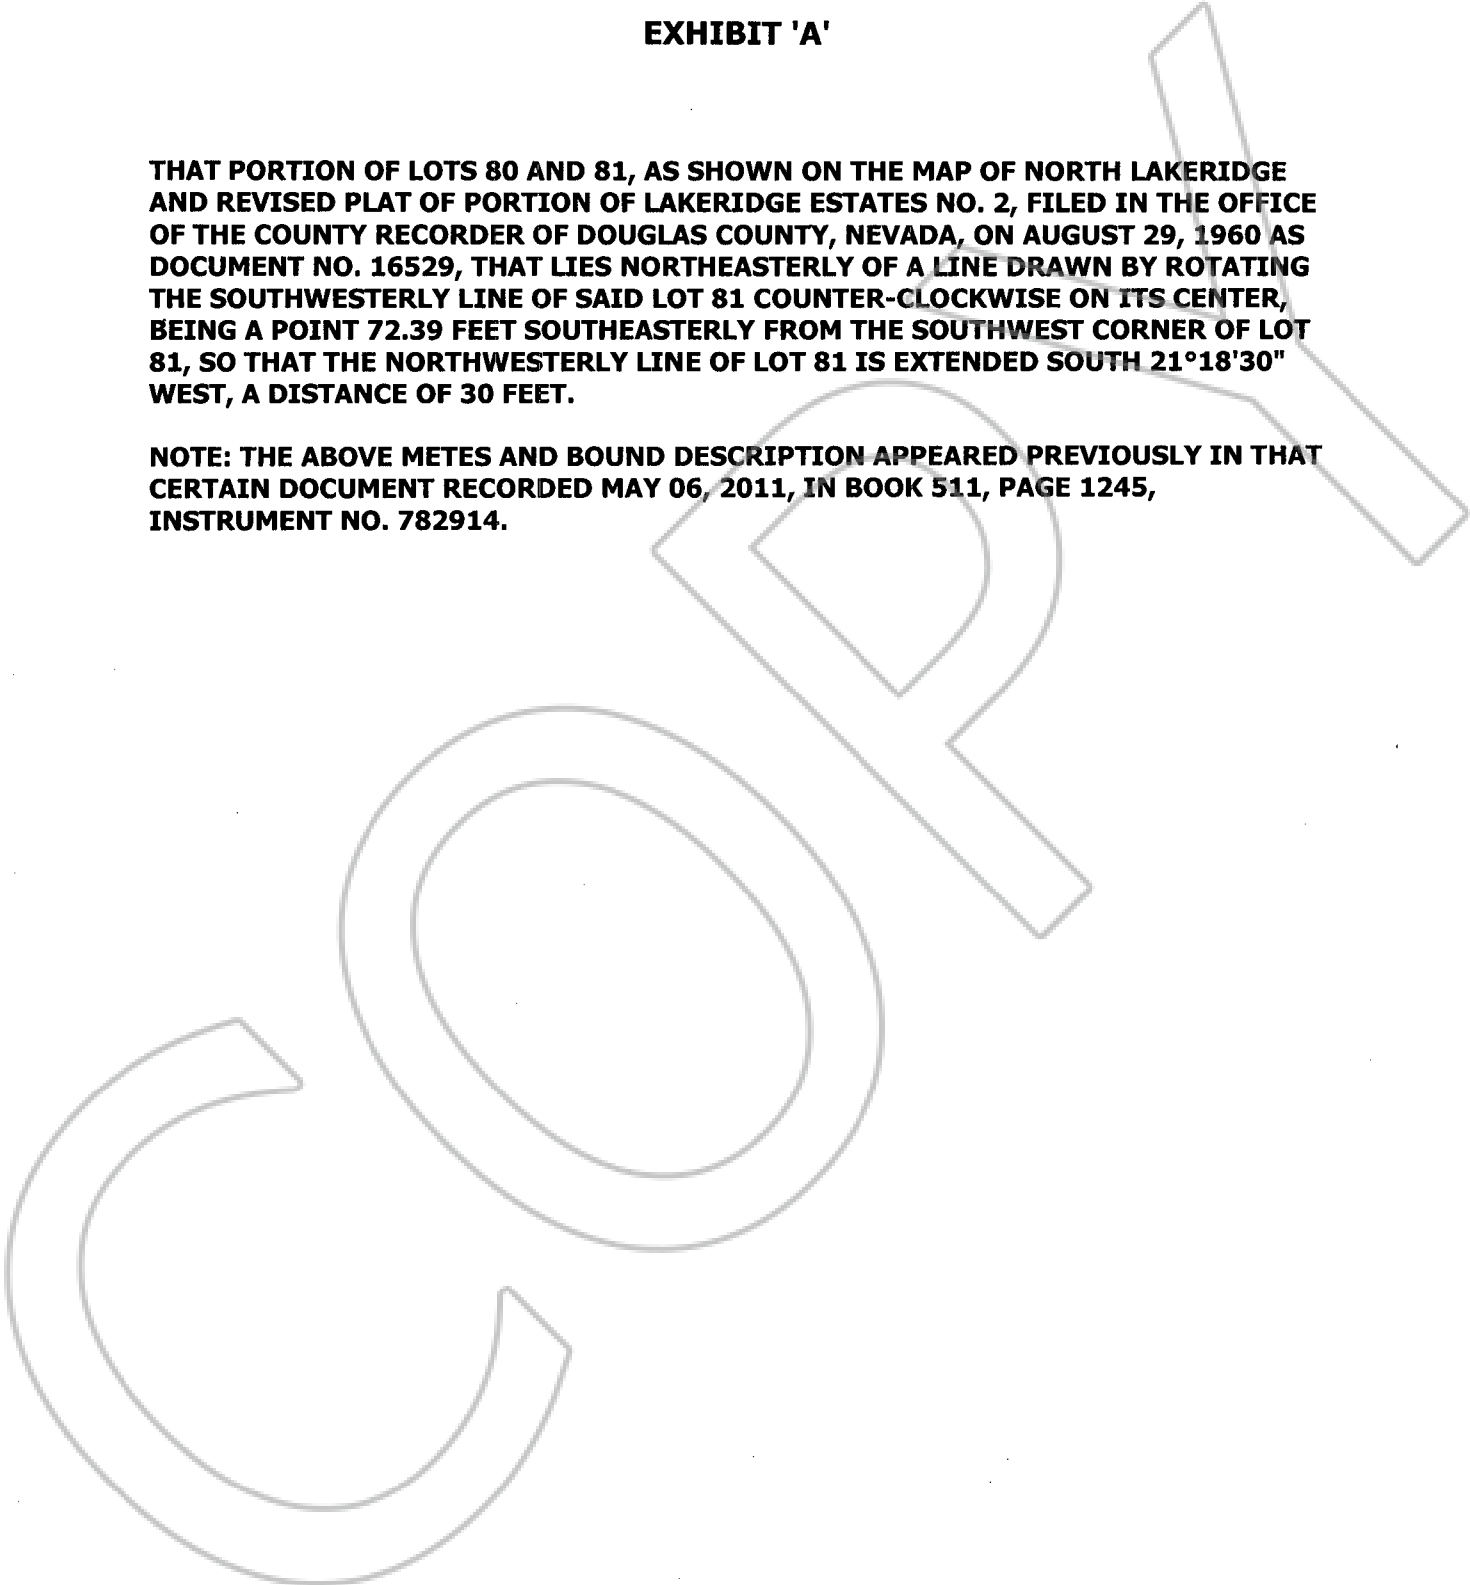 EXHIBIT 'A'
THAT PORTION OF LOTS 80 AND 81, AS SHOWN ON THE MAP OF NORTH LAKERIDGE
AND REVISED PLAT OF PORTION OF LAKERIDGE ESTATES NO. 2, FILED IN THE OFFICE
OF THE COUNTY RECORDER OF DOUGLAS COUNTY, NEVADA, ON AUGUST 29, 1960 AS
DOCUMENT NO. 16529, THAT LIES NORTHEASTERLY OF A LINE DRAWN BY ROTATING
THE SOUTHWESTERLY LINE OF SAID LOT 81 COUNTER-CLOCKWISE ON ITS CENTER,
BEING A POINT 72.39 FEET SOUTHEASTERLY FROM THE SOUTHWEST CORNER OF LOT
81, SO THAT THE NORTHWESTERLY LINE OF LOT 81 IS EXTENDED SOUTH 21°18'30"
WEST, A DISTANCE OF 30 FEET.
NOTE: THE ABOVE METES AND BOUND DESCRIPTION APPEARED PREVIOUSLY IN THAT
CERTAIN DOCUMENT RECORDED MAY 06, 2011, IN BOOK 511, PAGE 1245,
INSTRUMENT NO. 782914.
COPY